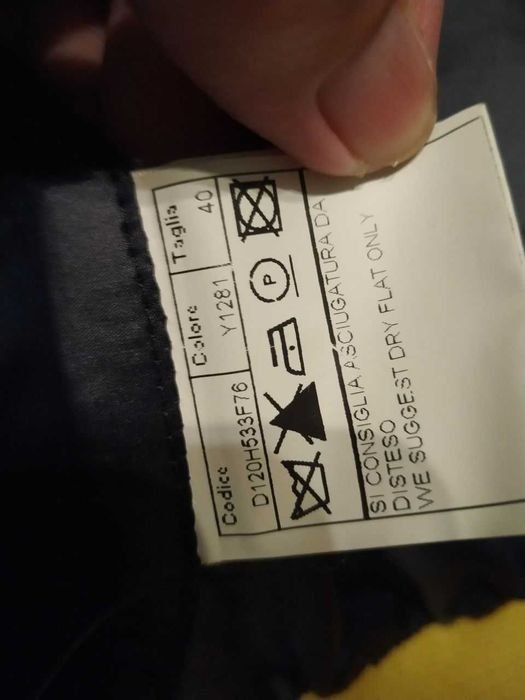 Codice
Colore
Taglia
D120H533F76
Y1281
40
P
SI CONSIGLIA ASCIUGATURA DA
DISTESO
WE SUGGEST DRY FLAT ONLY